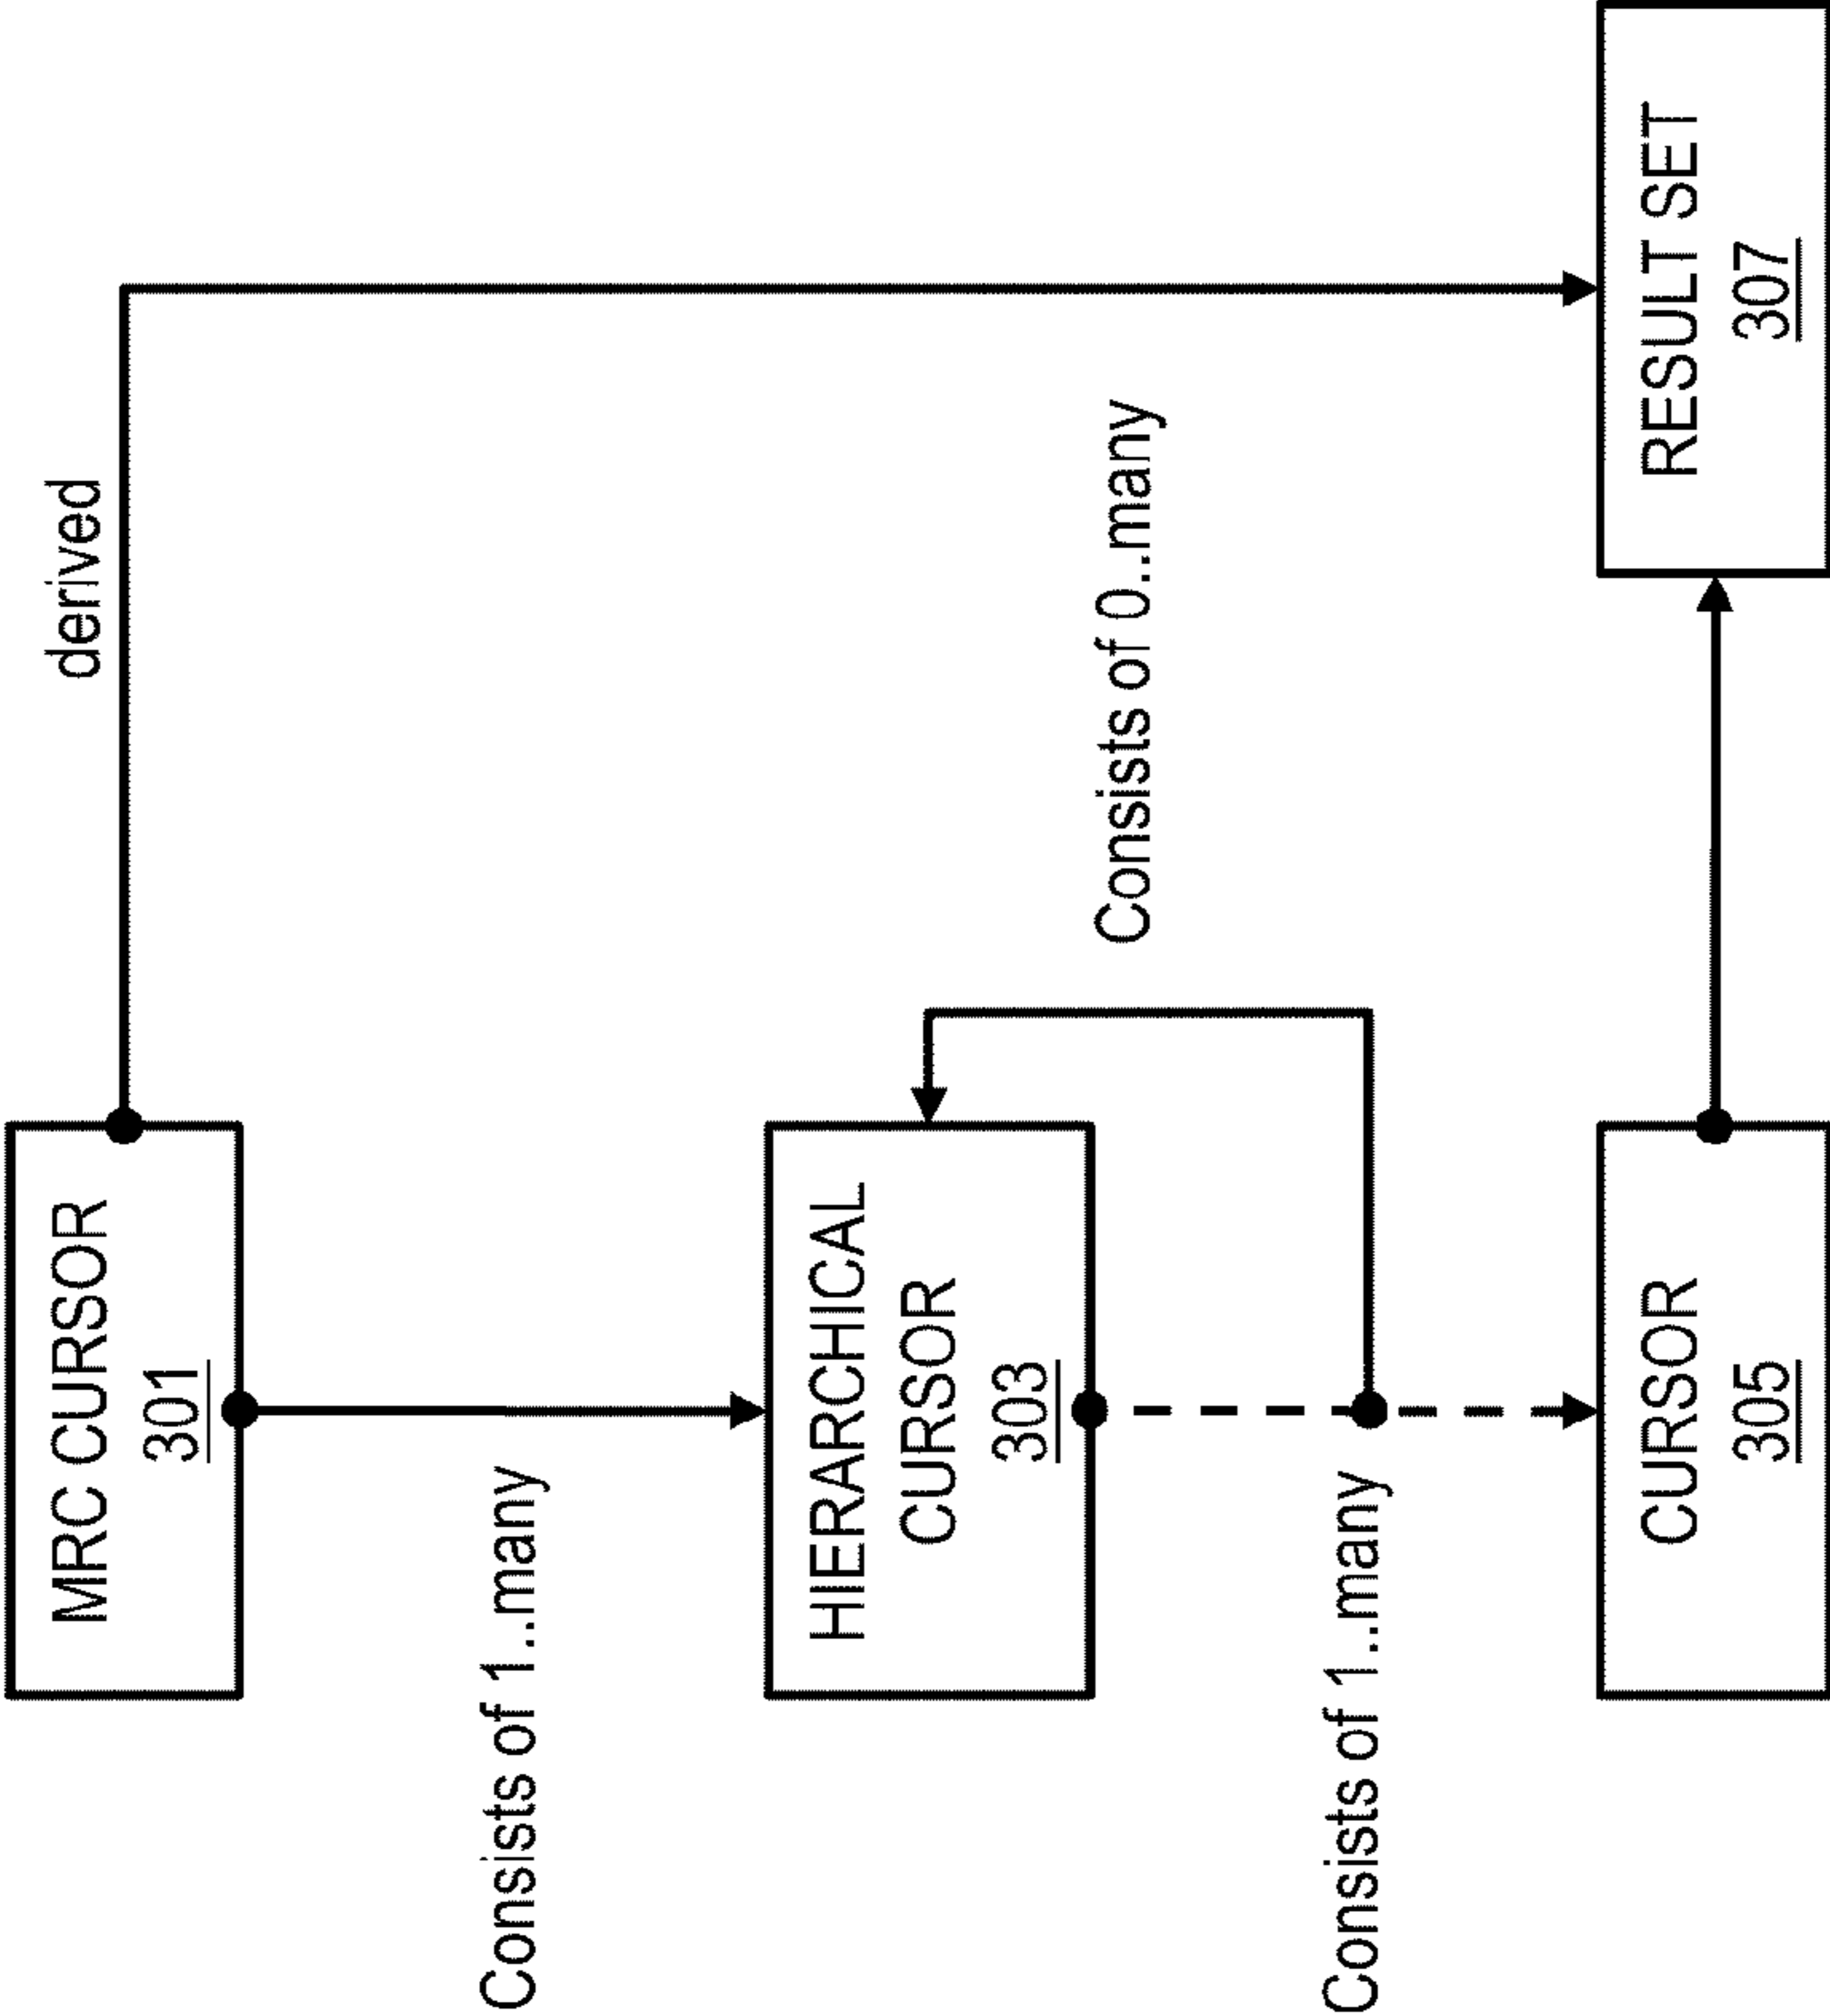 MRC CURSOR
301
Consists of 1..many
HIERARCHICAL
CURSOR
303
Consists of 1..many
CURSOR
305
derived
Consists of 0..many
RESULT SET
307